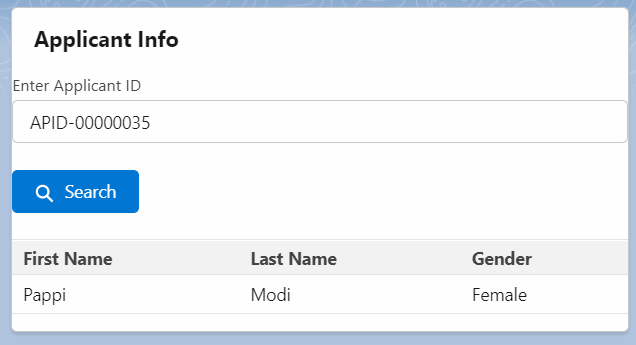 Applicant Info
Enter Applicant ID
APID-00000035
Search
First Name Last Name Gender
Pappi Modi Female